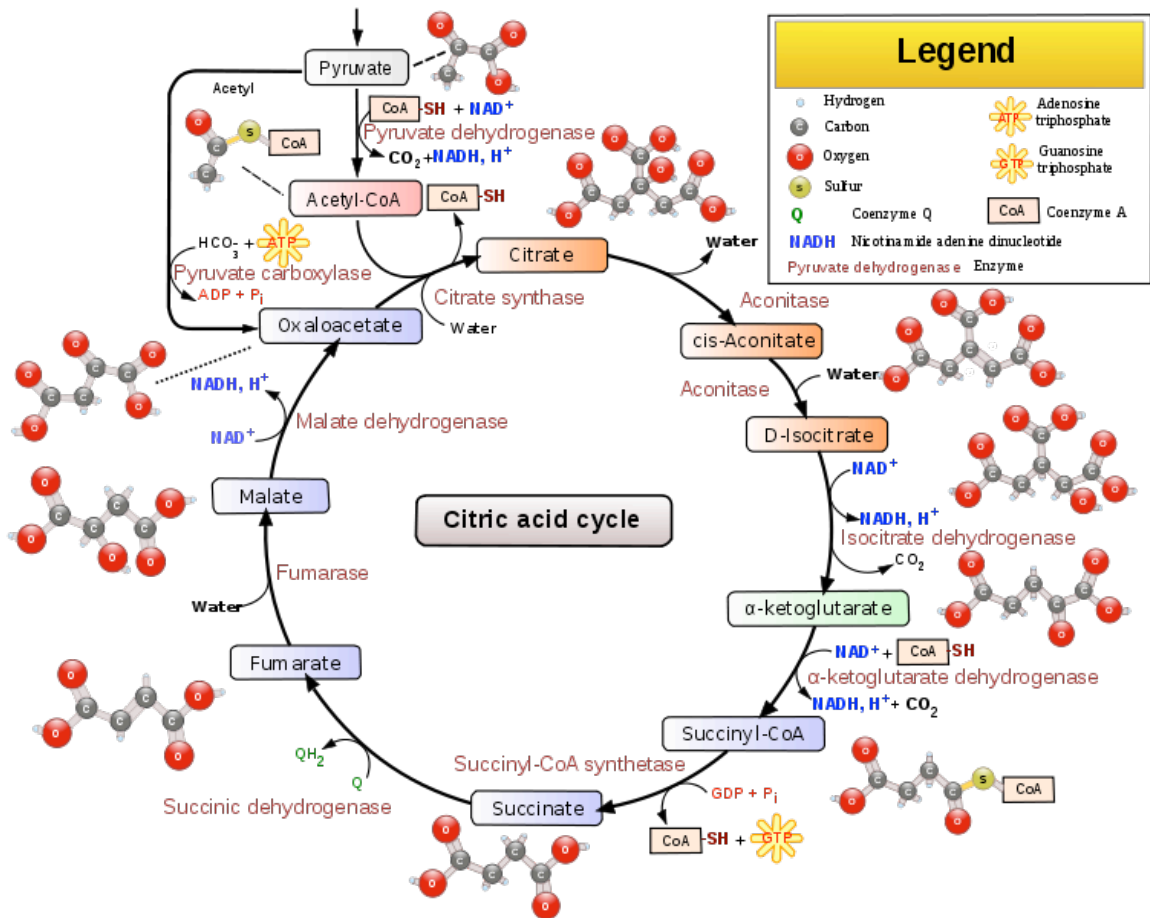 Legend
Hydrogen
Carbon
Oxygen
S Sulfur
Q Coenzyme Q
NADH Nicotinamide adenine dinucleotide
Pyruvate dehydrogenase Enzyme
ATP Adenosine triphosphate
GTP Guanosine triphosphate
CoA Coenzyme A
Pyruvate
Acetyl
CoA-SH + NAD+
Pyruvate dehydrogenase
CO2+NADH, H+
S CoA
Acetyl-CoA
CoA-SH
HCO3- + ATP
Pyruvate carboxylase
ADP + Pi
Citrate
Citrate synthase
Water
Oxaloacetate
Water
Aconitase
cis-Aconitate
Aconitase
Water
D-Isocitrate
NAD+
NADH, H+
Isocitrate dehydrogenase
CO2
α-ketoglutarate
NAD+ + CoA-SH
α-ketoglutarate dehydrogenase
NADH, H+ + CO2
Succinyl-CoA
S CoA
Succinyl-CoA synthetase
GDP + Pi
CoA-SH + GTP
Succinate
QH2
Q
Succinic dehydrogenase
Fumarate
Water
Fumarase
Malate
NAD+
Malate dehydrogenase
NADH, H+
Citric acid cycle